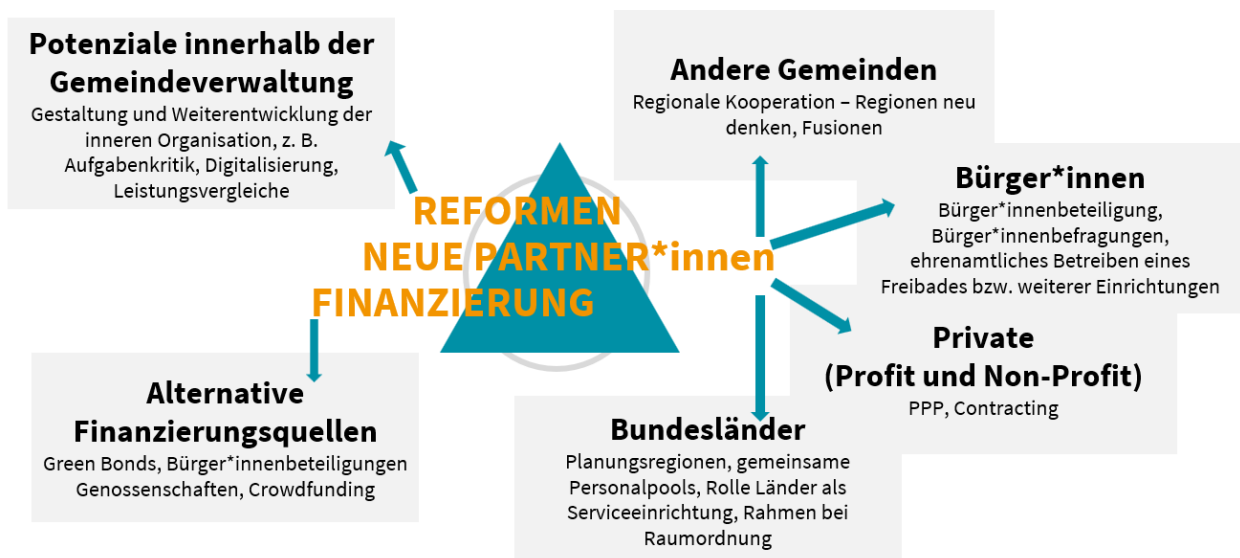 Potenziale innerhalb der
Gemeindeverwaltung
Gestaltung und Weiterentwicklung der
inneren Organisation, z. B.
Aufgabenkritik, Digitalisierung,
Leistungsvergleiche
Andere Gemeinden
Regionale Kooperation – Regionen neu
denken, Fusionen
Bürger*innen
Bürger*innenbeteiligung,
Bürger*innenbefragungen,
ehrenamtliches Betreiben eines
Freibades bzw. weiterer Einrichtungen
REFORMEN
NEUE PARTNER*innen
FINANZIERUNG
Private
(Profit und Non-Profit)
PPP, Contracting
Alternative
Finanzierungsquellen
Green Bonds, Bürger*innenbeteiligungen
Genossenschaften, Crowdfunding
Bundesländer
Planungsregionen, gemeinsame
Personalpools, Rolle Länder als
Serviceeinrichtung, Rahmen bei
Raumordnung